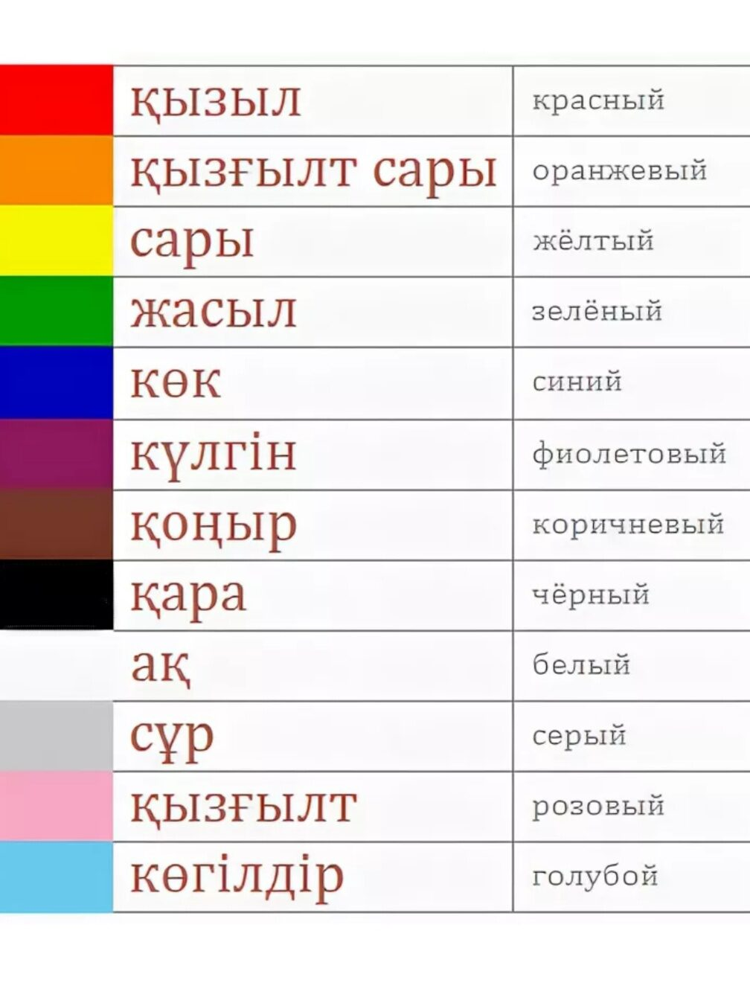 қызыл красный
қызғылт сары оранжевый
сары жёлтый
жасыл зелёный
көк синий
күлгін фиолетовый
қоңыр коричневый
қара чёрный
ақ белый
сұр серый
қызғылт розовый
көгілдір голубой